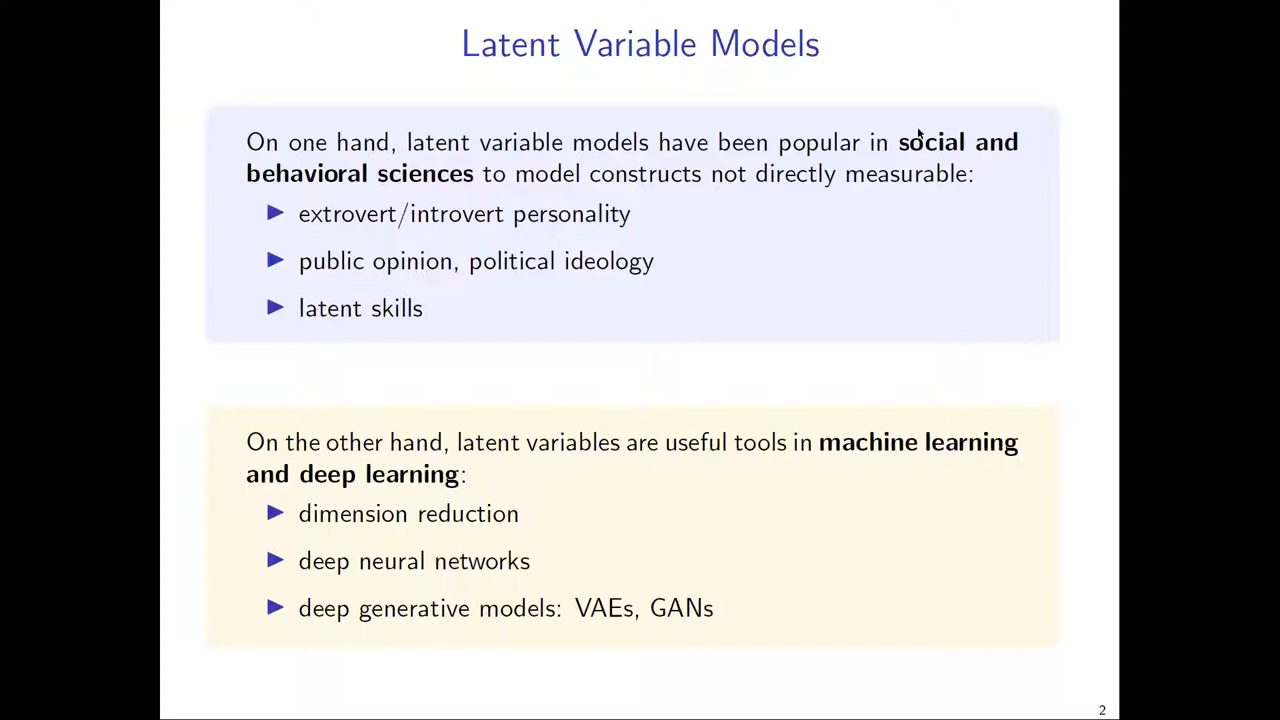 Latent Variable Models
On one hand, latent variable models have been popular in social and
behavioral sciences to model constructs not directly measurable:
extrovert/introvert personality
public opinion, political ideology
latent skills
On the other hand, latent variables are useful tools in machine learning
and deep learning:
dimension reduction
deep neural networks
deep generative models: VAEs, GANs
2